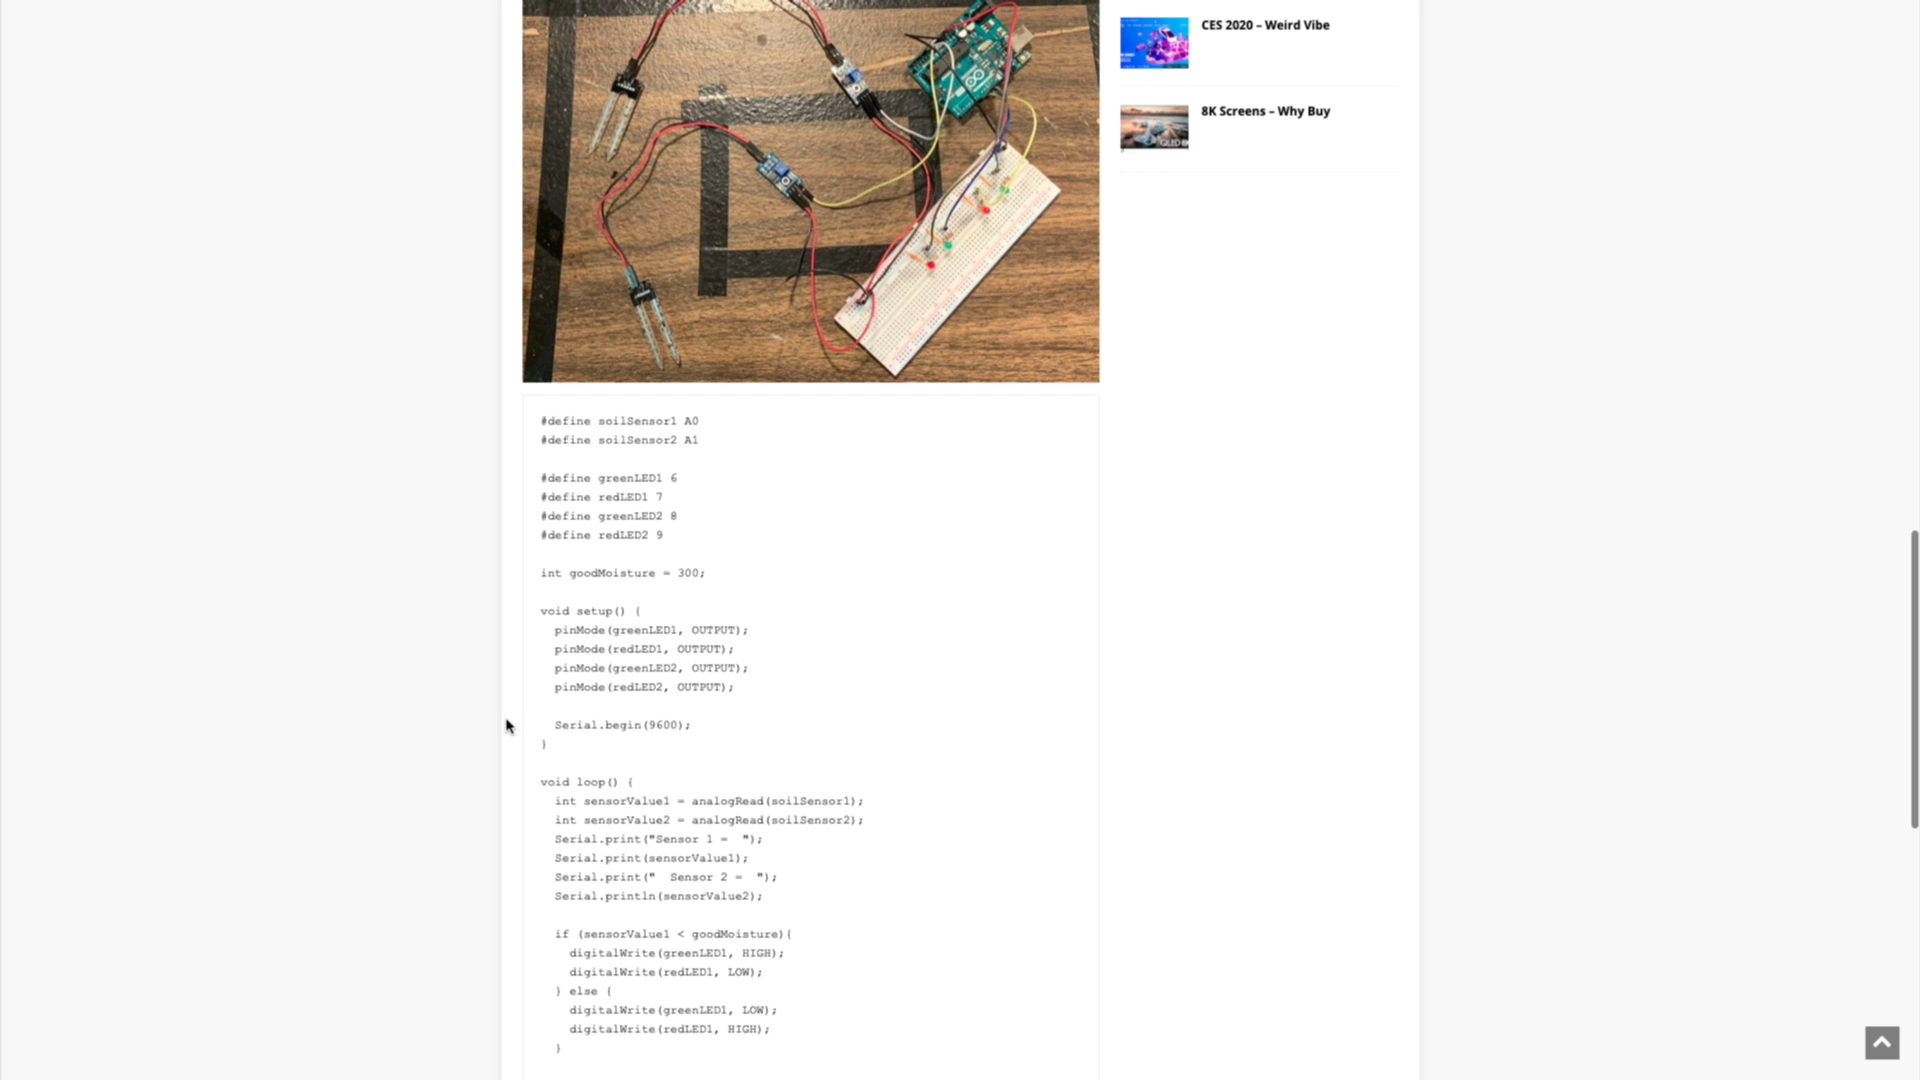 CES 2020 – Weird Vibe
8K Screens – Why Buy
QLED 8K
#define soilSensor1 A0
#define soilSensor2 A1
#define greenLED1 6
#define redLED1 7
#define greenLED2 8
#define redLED2 9
int goodMoisture = 300;
void setup() {
  pinMode(greenLED1, OUTPUT);
  pinMode(redLED1, OUTPUT);
  pinMode(greenLED2, OUTPUT);
  pinMode(redLED2, OUTPUT);
  Serial.begin(9600);
}
void loop() {
  int sensorValue1 = analogRead(soilSensor1);
  int sensorValue2 = analogRead(soilSensor2);
  Serial.print("Sensor 1 =  ");
  Serial.print(sensorValue1);
  Serial.print("  Sensor 2 =  ");
  Serial.println(sensorValue2);
  if (sensorValue1 < goodMoisture){
    digitalWrite(greenLED1, HIGH);
    digitalWrite(redLED1, LOW);
  } else {
    digitalWrite(greenLED1, LOW);
    digitalWrite(redLED1, HIGH);
  }